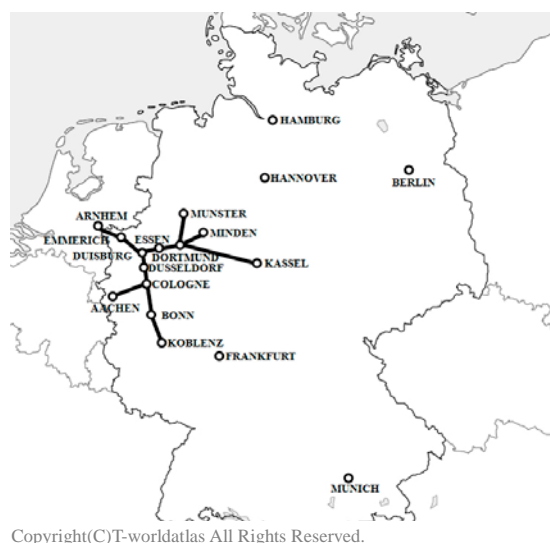 HAMBURG
HANNOVER
BERLIN
MUNSTER
ARNHEM
MINDEN
EMMERICH
ESSEN
DUISBURG
DORTMUND
KASSEL
DUSSELDORF
COLOGNE
AACHEN
BONN
KOBLENZ
FRANKFURT
MUNICH
Copyright(C)T-worldatlas All Rights Reserved.